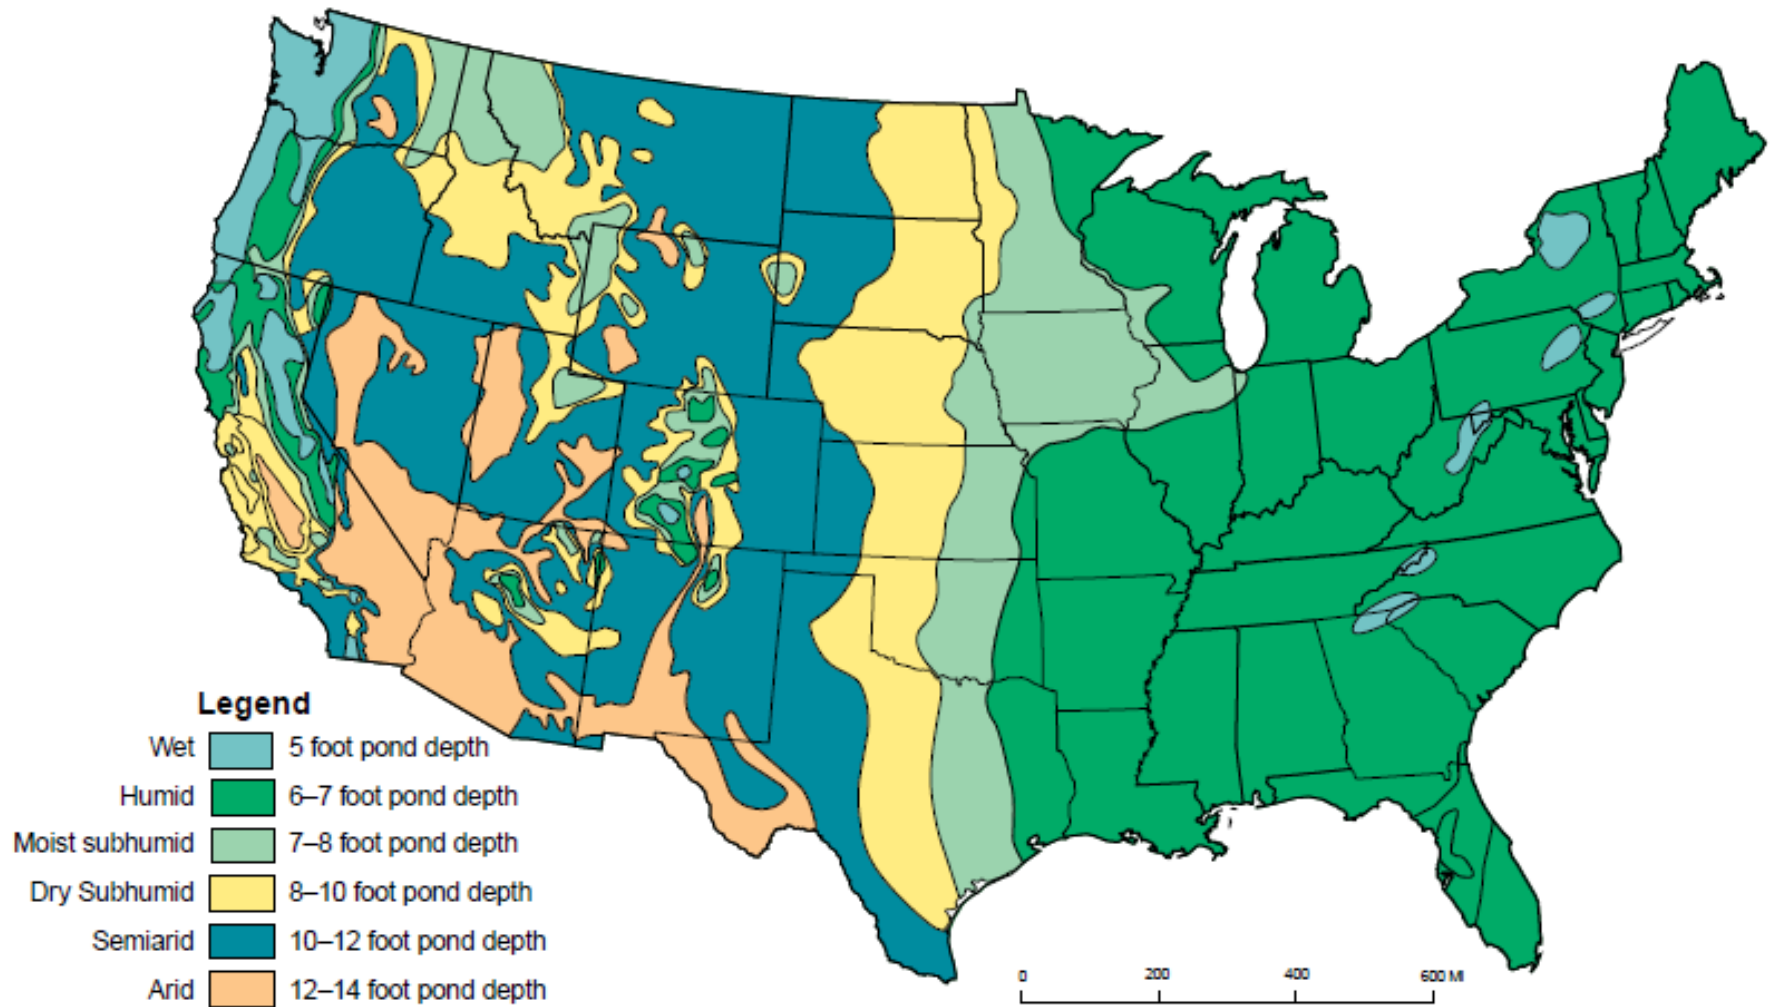 Legend
Wet 5 foot pond depth
Humid 6–7 foot pond depth
Moist subhumid 7–8 foot pond depth
Dry Subhumid 8–10 foot pond depth
Semiarid 10–12 foot pond depth
Arid 12–14 foot pond depth
0 200 400 600 MI